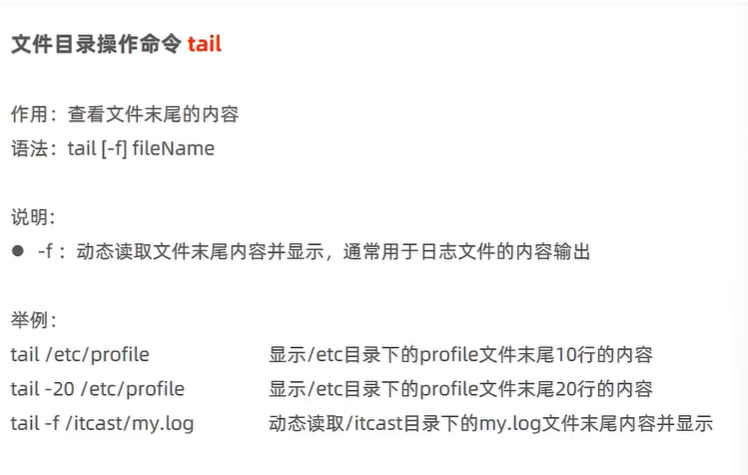 文件目录操作命令 tail
作用：查看文件末尾的内容
语法：tail [-f] fileName
说明：
● -f ：动态读取文件末尾内容并显示，通常用于日志文件的内容输出
举例：
tail /etc/profile 显示/etc目录下的profile文件末尾10行的内容
tail -20 /etc/profile 显示/etc目录下的profile文件末尾20行的内容
tail -f /itcast/my.log 动态读取/itcast目录下的my.log文件末尾内容并显示